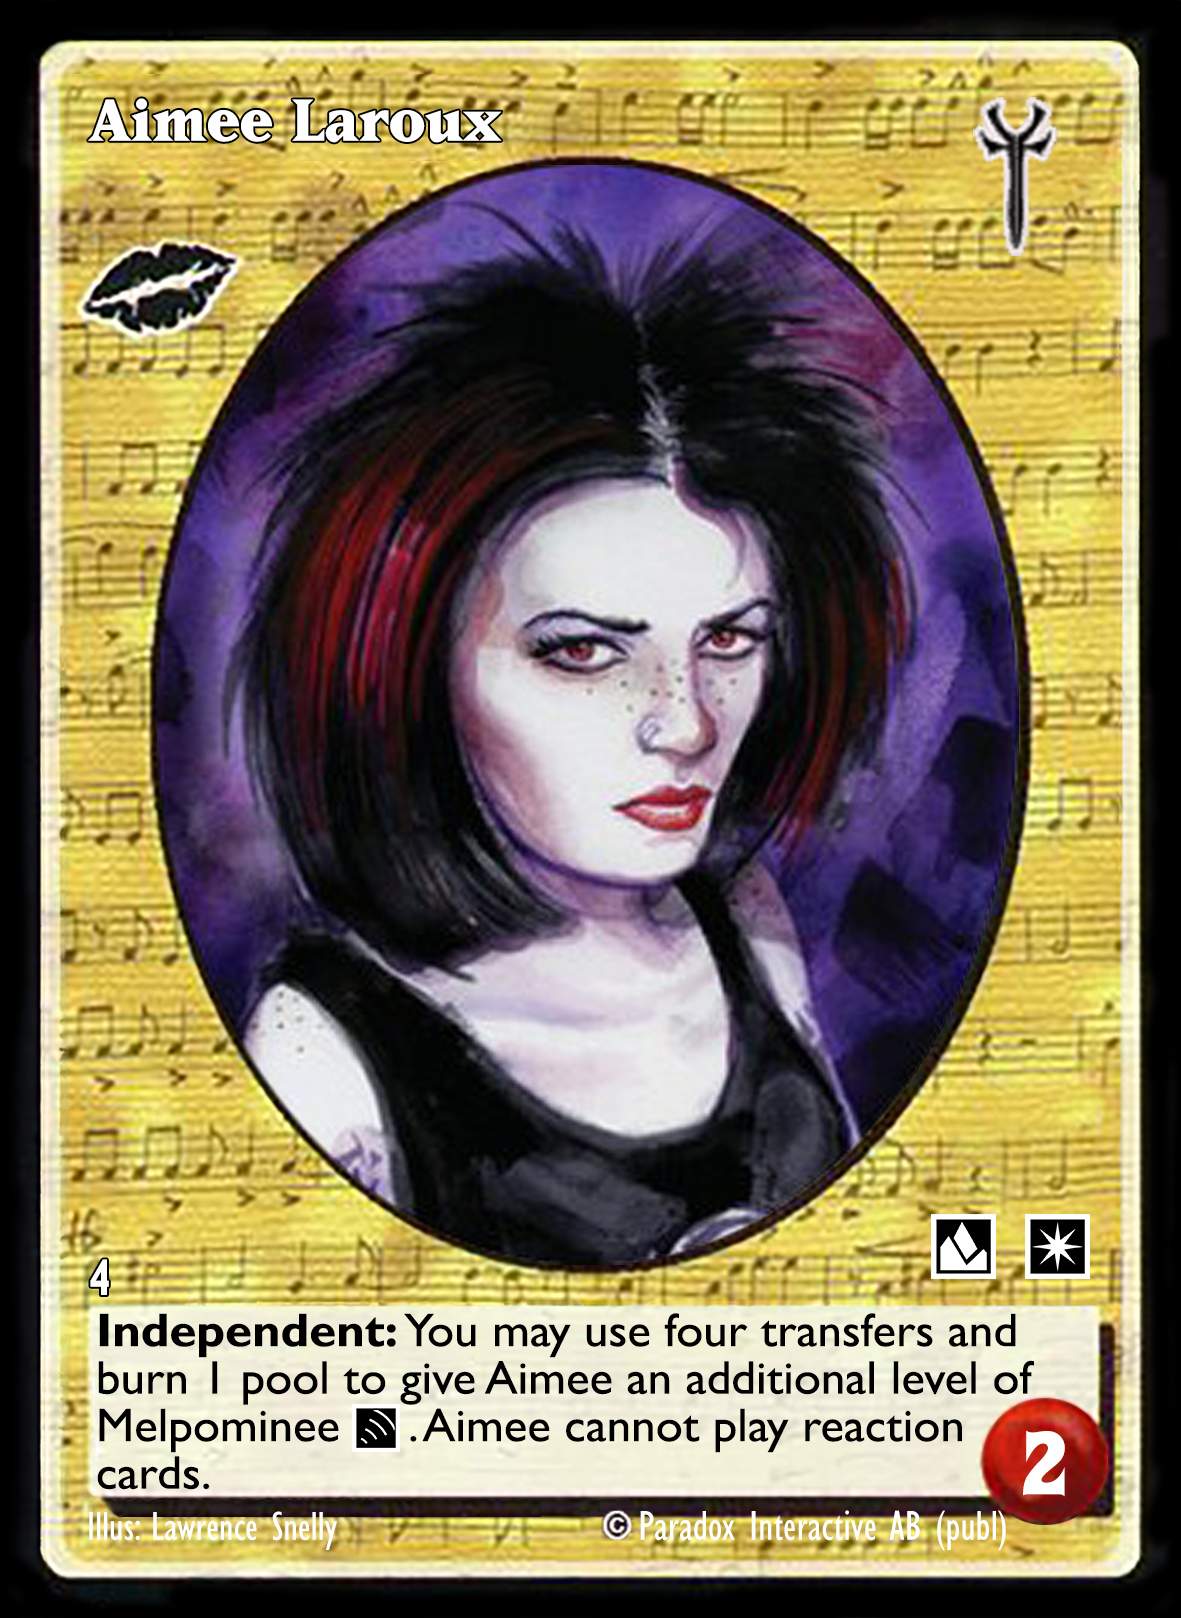 Aimee Laroux
4
Independent: You may use four transfers and
burn 1 pool to give Aimee an additional level of
Melpominee . Aimee cannot play reaction
cards.
2
Illus: Lawrence Snelly
© Paradox Interactive AB (publ)